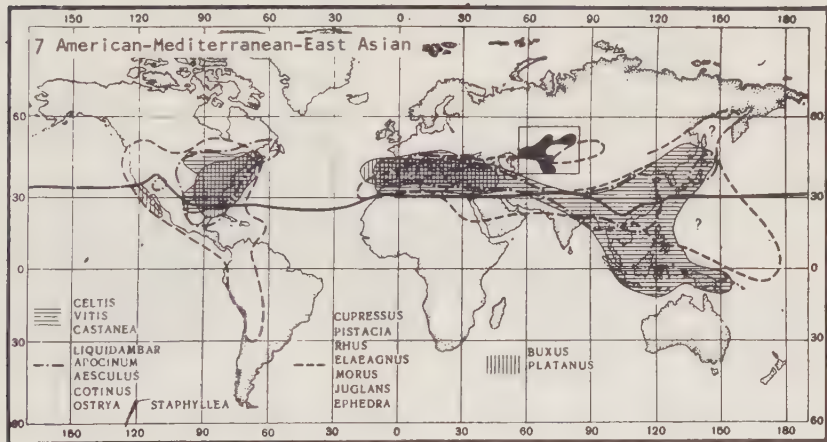 150 120 90 60 30 0 30 60 90 120 150 190
7 American-Mediterranean-East Asian
60 ? 60
30 ? 30
0 0
CELTIS
VITIS
CASTANEA
CUPRESSUS
PISTACIA
RHUS
ELAEAGNUS
MORUS
JUGLANS
EPHEDRA
BUXUS
PLATANUS
30 30
LIQUIDAMBAR
APOCINUM
AESCULUS
COTINUS
OSTRYA STAPHYLLEA
60 60
150 120 90 60 30 0 30 60 90 120 150 190